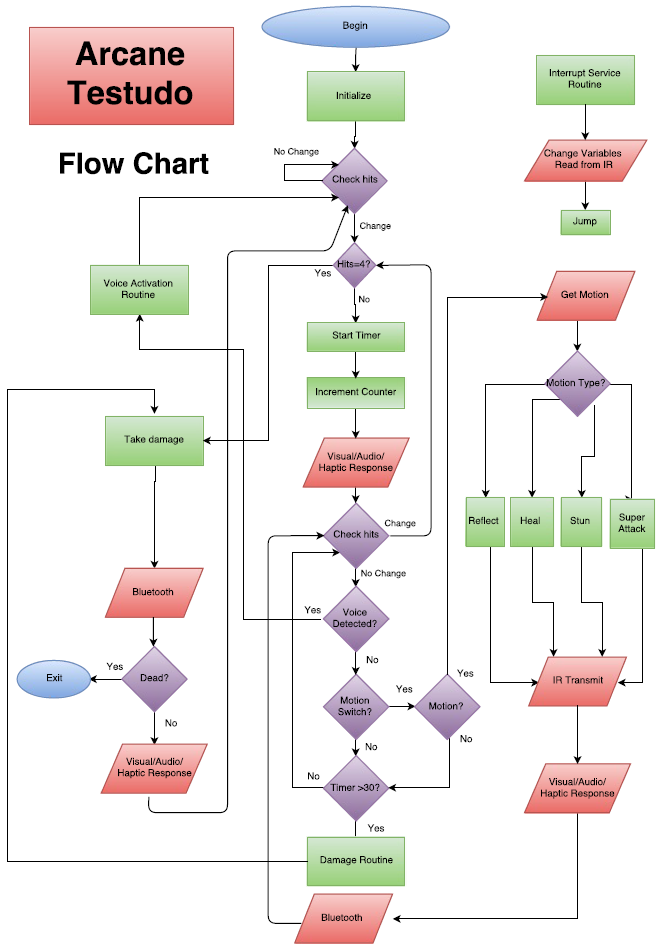 Arcane
Testudo
Flow Chart
Begin
Initialize
No Change
Check hits
Change
Hits=4?
Yes
No
Start Timer
Increment Counter
Visual/Audio/
Haptic Response
Check hits
Change
No Change
Voice
Detected?
Yes
No
Motion
Switch?
Yes
Motion?
Yes
No
No
Timer >30?
No
Yes
Damage Routine
Bluetooth
Voice Activation
Routine
Take damage
Bluetooth
Dead?
Yes
Exit
No
Visual/Audio/
Haptic Response
Interrupt Service
Routine
Change Variables
Read from IR
Jump
Get Motion
Motion Type?
Reflect
Heal
Stun
Super
Attack
IR Transmit
Visual/Audio/
Haptic Response